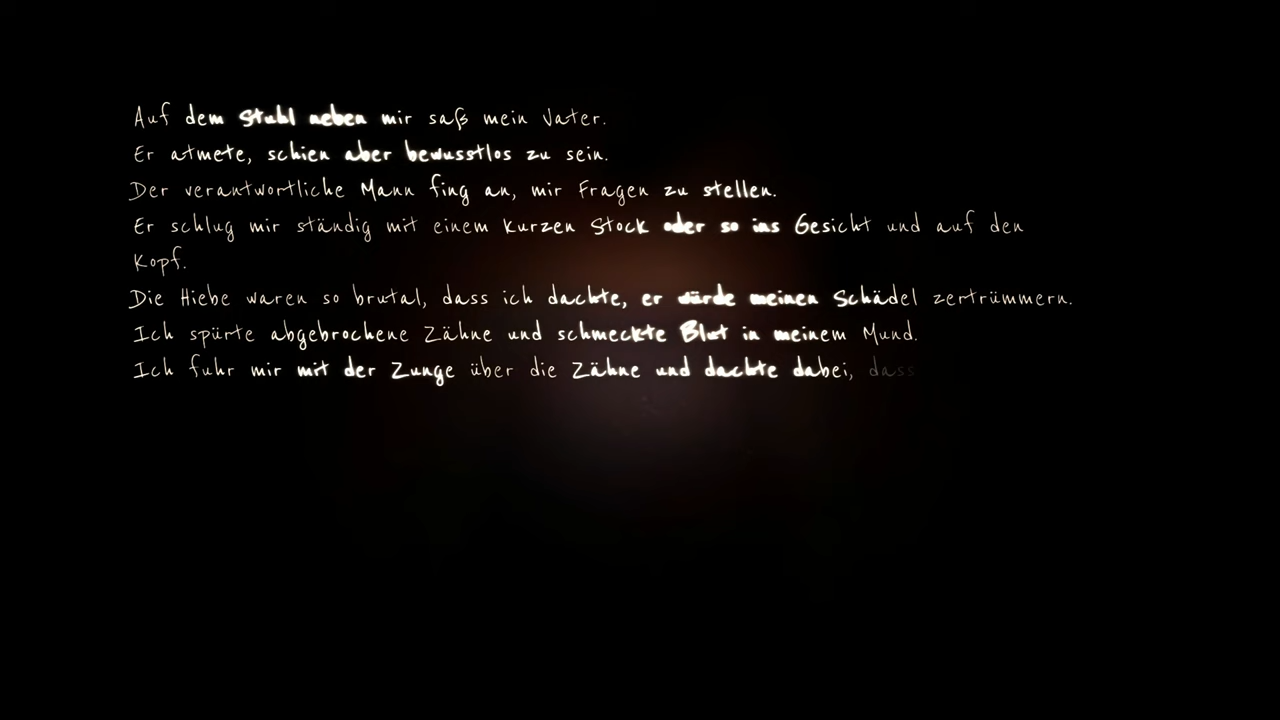 Auf dem Stuhl neben mir saß mein Vater.
Er atmete, schien aber bewusstlos zu sein.
Der verantwortliche Mann fing an, mir Fragen zu stellen.
Er schlug mir ständig mit einem kurzen Stock oder so ins Gesicht und auf den
Kopf.
Die Hiebe waren so brutal, dass ich dachte, er würde meinen Schädel zertrümmern.
Ich spürte abgebrochene Zähne und schmeckte Blut in meinem Mund.
Ich fuhr mir mit der Zunge über die Zähne und dachte dabei, dass